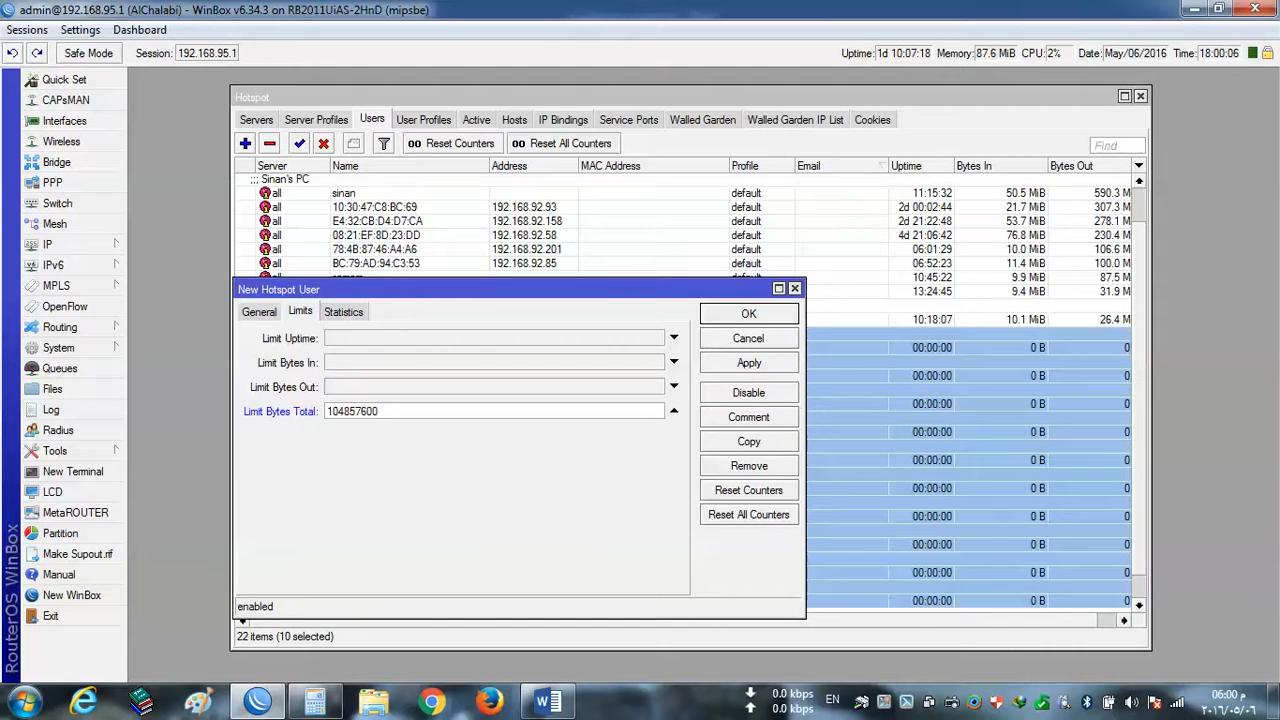 admin@192.168.95.1 (AlChalabi) - WinBox v6.34.3 on RB2011UiAS-2HnD (mipsbe)
Sessions Settings Dashboard
Safe Mode Session: 192.168.95.1 Uptime: 1d 10:07:18 Memory: 87.6 MiB CPU: 2% Date: May/06/2016 Time: 18:00:06
Quick Set
CAPsMAN
Interfaces
Wireless
Bridge
PPP
Switch
Mesh
IP
IPv6
MPLS
OpenFlow
Routing
System
Queues
Files
Log
Radius
Tools
New Terminal
LCD
MetaROUTER
Partition
Make Supout.rif
Manual
New WinBox
Exit
RouterOS WinBox
Hotspot
Servers Server Profiles Users User Profiles Active Hosts IP Bindings Service Ports Walled Garden Walled Garden IP List Cookies
00 Reset Counters 00 Reset All Counters Find
Server Name Address MAC Address Profile Email Uptime Bytes In Bytes Out
::: Sinan's PC
all sinan default 11:15:32 50.5 MiB 590.3 M
all 10:30:47:C8:BC:69 192.168.92.93 default 2d 00:02:44 21.7 MiB 307.3 M
all E4:32:CB:D4:D7:CA 192.168.92.158 default 2d 21:22:48 53.7 MiB 278.1 M
all 08:21:EF:8D:23:DD 192.168.92.58 default 4d 21:06:42 76.8 MiB 230.4 M
all 78:4B:87:46:A4:A6 192.168.92.201 default 06:01:29 10.0 MiB 106.6 M
all BC:79:AD:94:C3:53 192.168.92.85 default 06:52:23 11.4 MiB 100.0 M
all default 10:45:22 9.9 MiB 87.5 M
13:24:45 9.4 MiB 31.9 M
10:18:07 10.1 MiB 26.4 M
00:00:00 0 B 0
00:00:00 0 B 0
00:00:00 0 B 0
00:00:00 0 B 0
00:00:00 0 B 0
00:00:00 0 B 0
00:00:00 0 B 0
00:00:00 0 B 0
00:00:00 0 B 0
00:00:00 0 B 0
22 items (10 selected)
New Hotspot User
General Limits Statistics
Limit Uptime:
Limit Bytes In:
Limit Bytes Out:
Limit Bytes Total: 104857600
OK
Cancel
Apply
Disable
Comment
Copy
Remove
Reset Counters
Reset All Counters
enabled
0.0 kbps
0.0 kbps
EN
06:00 م
٢٠١٦/٠٥/٠٦